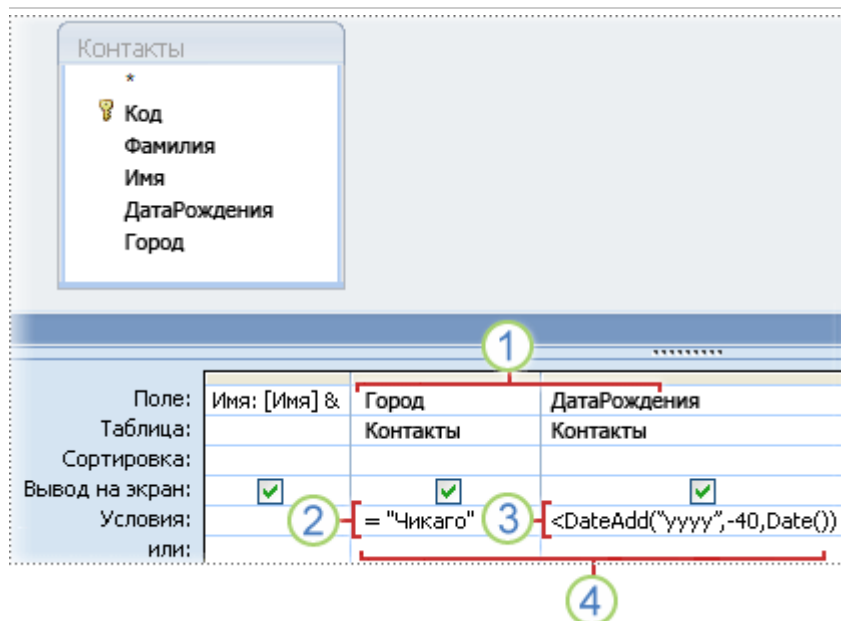 Контакты
*
Код
Фамилия
Имя
ДатаРождения
Город
1
Поле: Имя: [Имя] & Город ДатаРождения
Таблица: Контакты Контакты
Сортировка:
Вывод на экран:
Условия: 2 = "Чикаго" 3 <DateAdd("yyyy",-40,Date())
или:
4